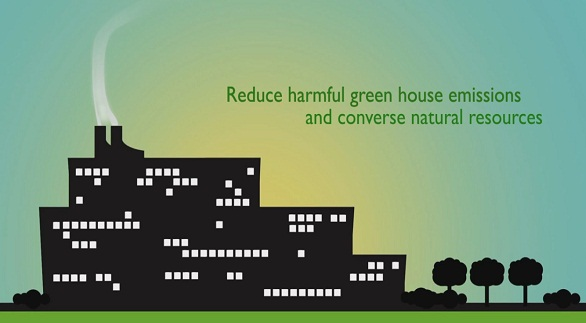 Reduce harmful green house emissions
and converse natural resources